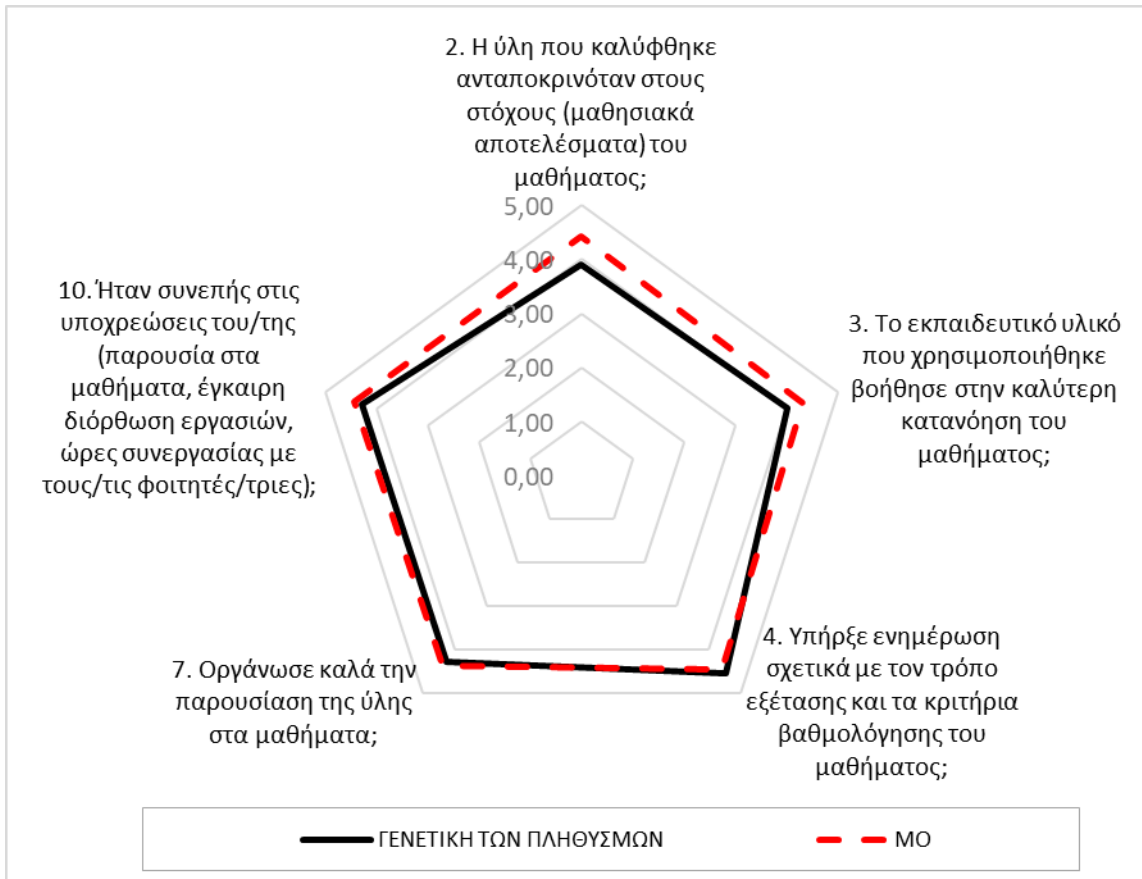 2. Η ύλη που καλύφθηκε
ανταποκρινόταν στους
στόχους (μαθησιακά
αποτελέσματα) του
μαθήματος;
5,00
4,00
3,00
2,00
1,00
0,00
3. Το εκπαιδευτικό υλικό
που χρησιμοποιήθηκε
βοήθησε στην καλύτερη
κατανόηση του
μαθήματος;
4. Υπήρξε ενημέρωση
σχετικά με τον τρόπο
εξέτασης και τα κριτήρια
βαθμολόγησης του
μαθήματος;
7. Οργάνωσε καλά την
παρουσίαση της ύλης
στα μαθήματα;
10. Ήταν συνεπής στις
υποχρεώσεις του/της
(παρουσία στα
μαθήματα, έγκαιρη
διόρθωση εργασιών,
ώρες συνεργασίας με
τους/τις φοιτητές/τριες);
ΓΕΝΕΤΙΚΗ ΤΩΝ ΠΛΗΘΥΣΜΩΝ
ΜΟ